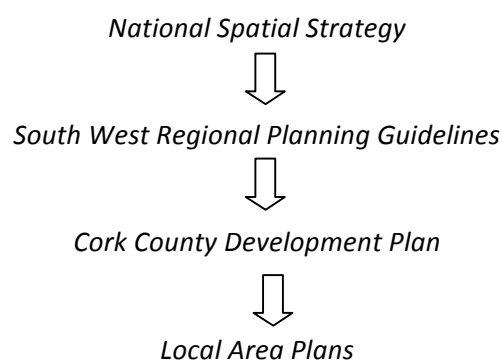 National Spatial Strategy
South West Regional Planning Guidelines
Cork County Development Plan
Local Area Plans